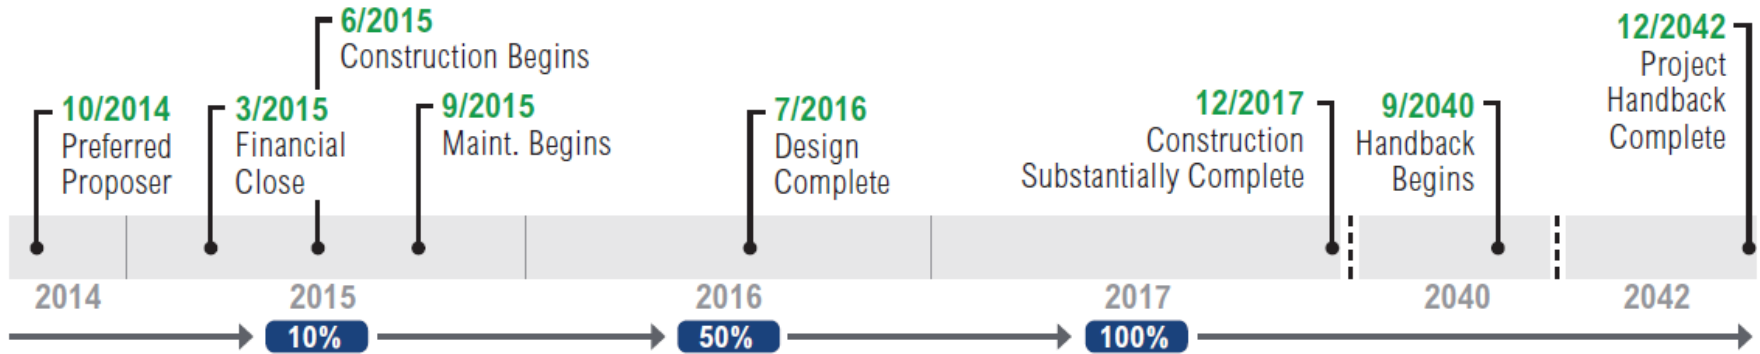 6/2015
Construction Begins
10/2014
Preferred
Proposer
3/2015
Financial
Close
9/2015
Maint. Begins
7/2016
Design
Complete
12/2017
Construction
Substantially Complete
9/2040
Handback
Begins
12/2042
Project
Handback
Complete
2014
2015
2016
2017
2040
2042
10%
50%
100%